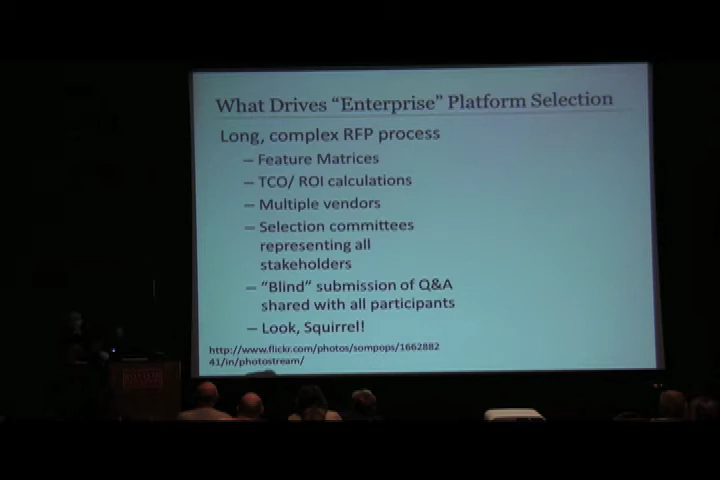 What Drives “Enterprise” Platform Selection
Long, complex RFP process
– Feature Matrices
– TCO/ ROI calculations
– Multiple vendors
– Selection committees
representing all
stakeholders
– “Blind” submission of Q&A
shared with all participants
– Look, Squirrel!
http://www.flickr.com/photos/sompops/1662882
41/in/photostream/